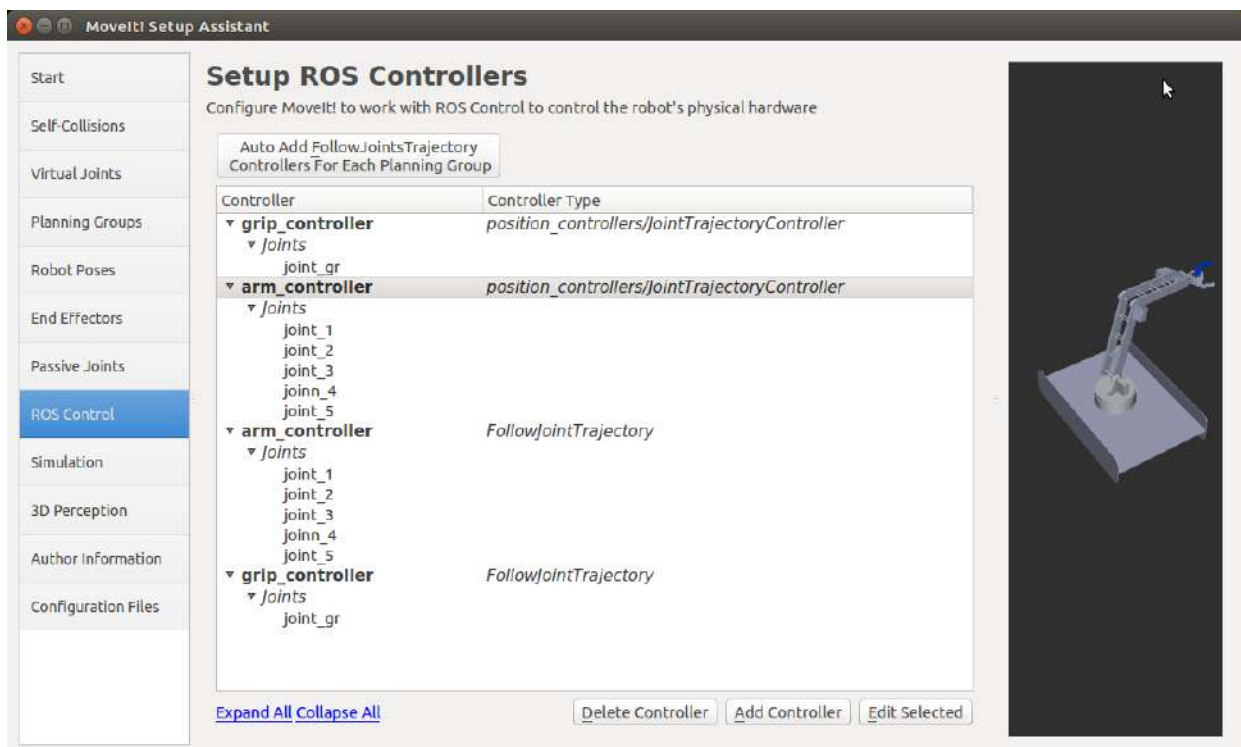 MoveIt! Setup Assistant
Start
Self-Collisions
Virtual Joints
Planning Groups
Robot Poses
End Effectors
Passive Joints
ROS Control
Simulation
3D Perception
Author Information
Configuration Files
Setup ROS Controllers
Configure MoveIt! to work with ROS Control to control the robot's physical hardware
Auto Add FollowJointsTrajectory
Controllers For Each Planning Group
Controller Controller Type
grip_controller position_controllers/JointTrajectoryController
Joints
joint_gr
arm_controller position_controllers/JointTrajectoryController
Joints
joint_1
joint_2
joint_3
joinn_4
joint_5
arm_controller FollowJointTrajectory
Joints
joint_1
joint_2
joint_3
joinn_4
joint_5
grip_controller FollowJointTrajectory
Joints
joint_gr
Expand All Collapse All Delete Controller Add Controller Edit Selected